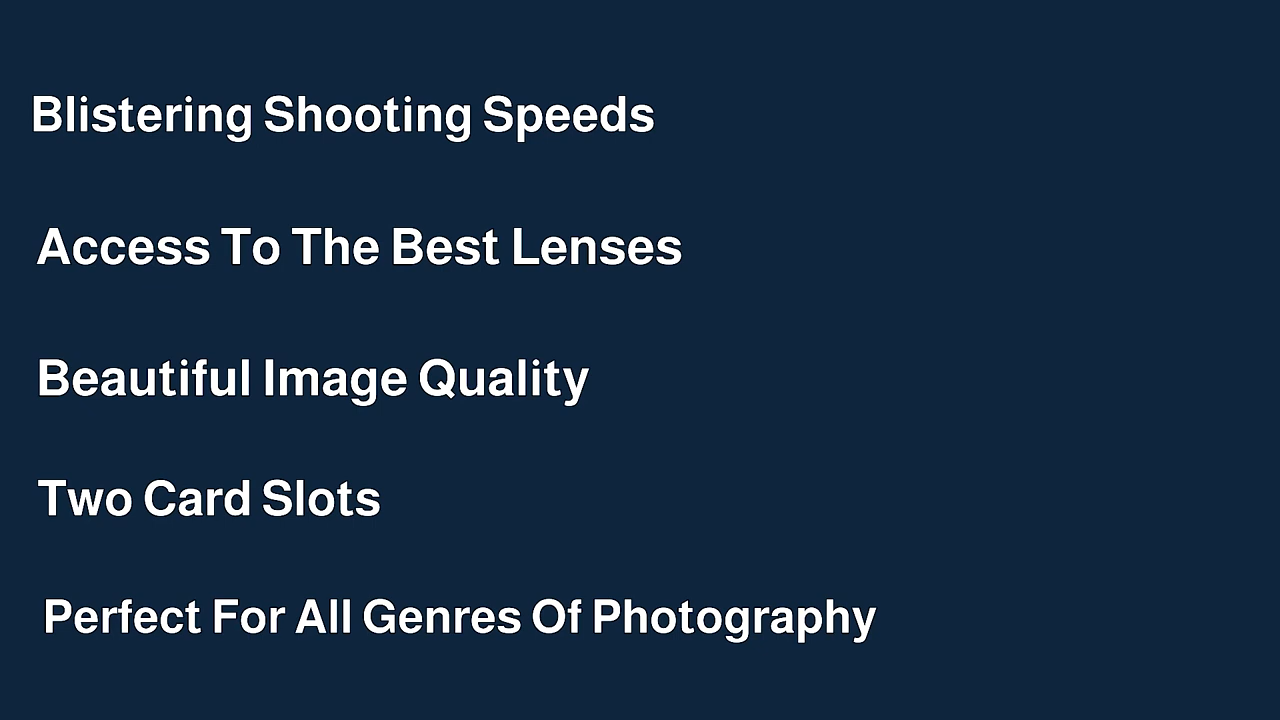 Blistering Shooting Speeds
Access To The Best Lenses
Beautiful Image Quality
Two Card Slots
Perfect For All Genres Of Photography